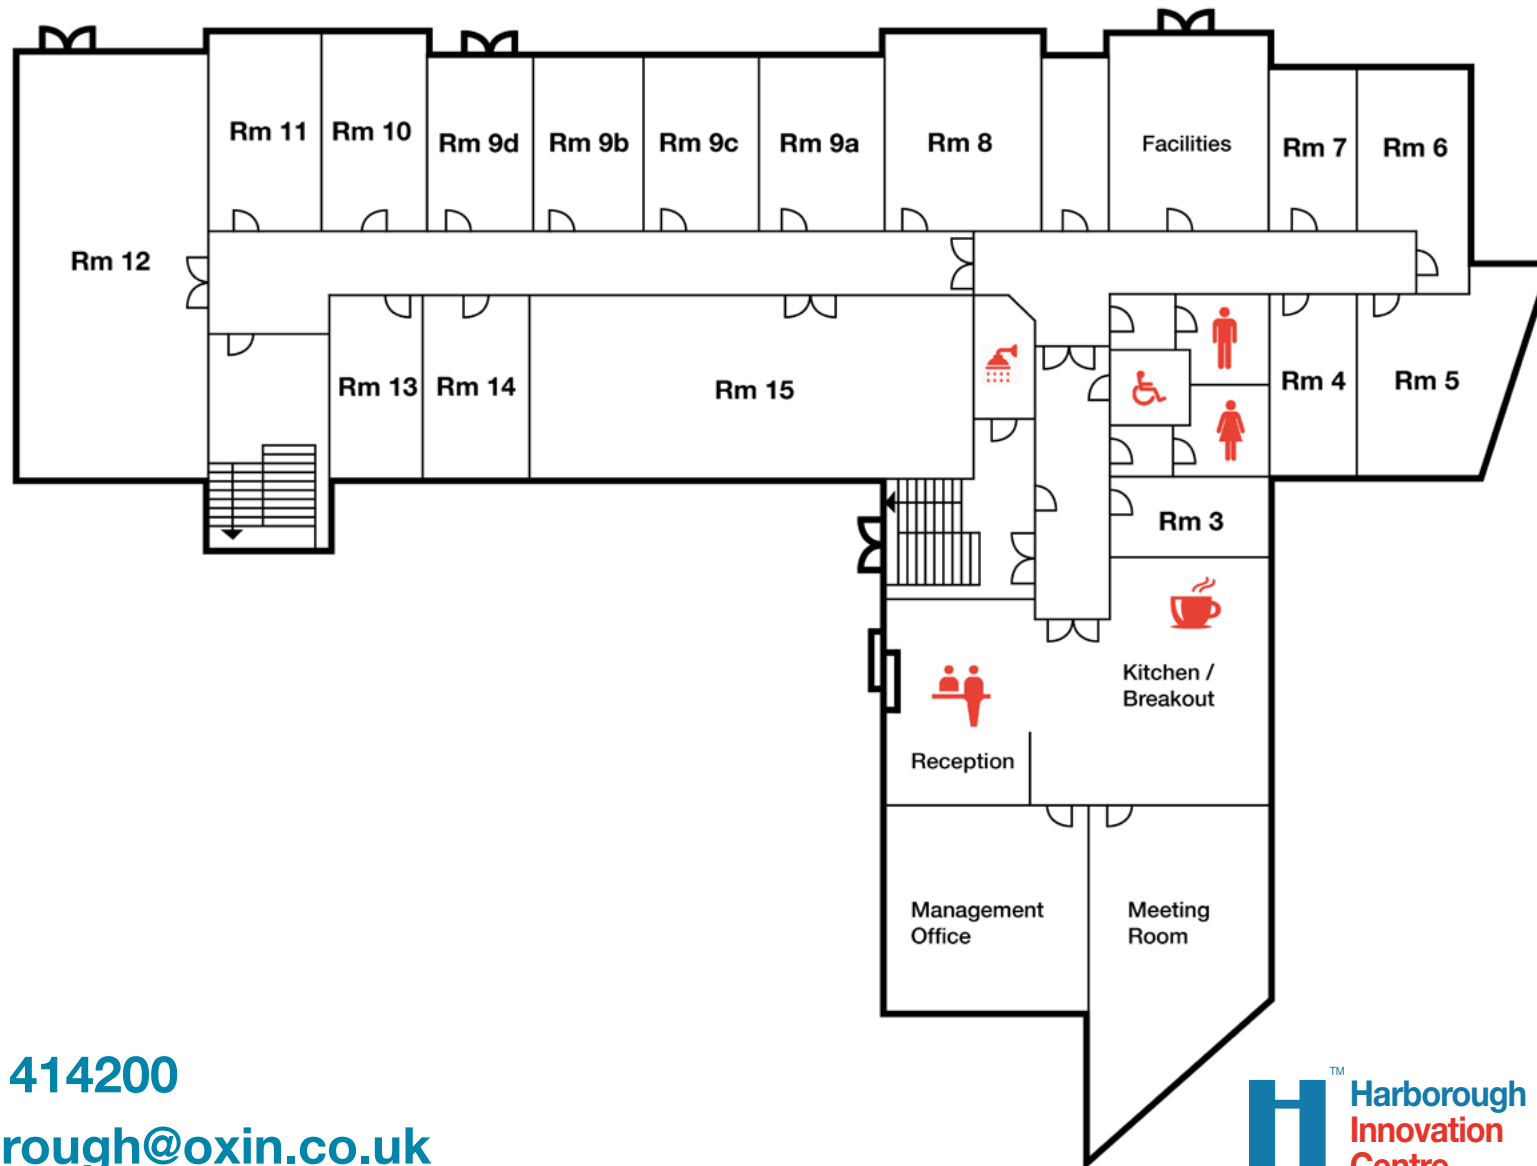 Rm 11
Rm 10
Rm 9d
Rm 9b
Rm 9c
Rm 9a
Rm 8
Facilities
Rm 7
Rm 6
Rm 12
Rm 13
Rm 14
Rm 15
Rm 4
Rm 5
Rm 3
Kitchen /
Breakout
Reception
Management
Office
Meeting
Room
414200
rough@oxin.co.uk
TM
Harborough
Innovation
Centre